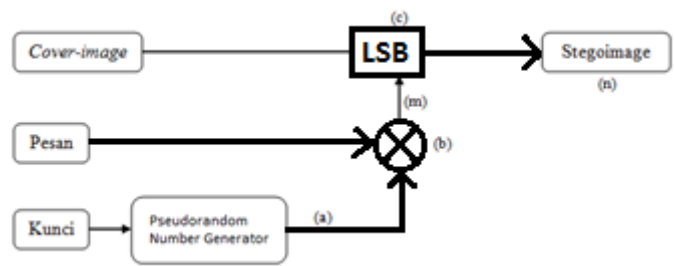 (c)
Cover-image
LSB
Stegoimage
(n)
(m)
Pesan
(b)
Kunci
Pseudorandom
Number Generator
(a)